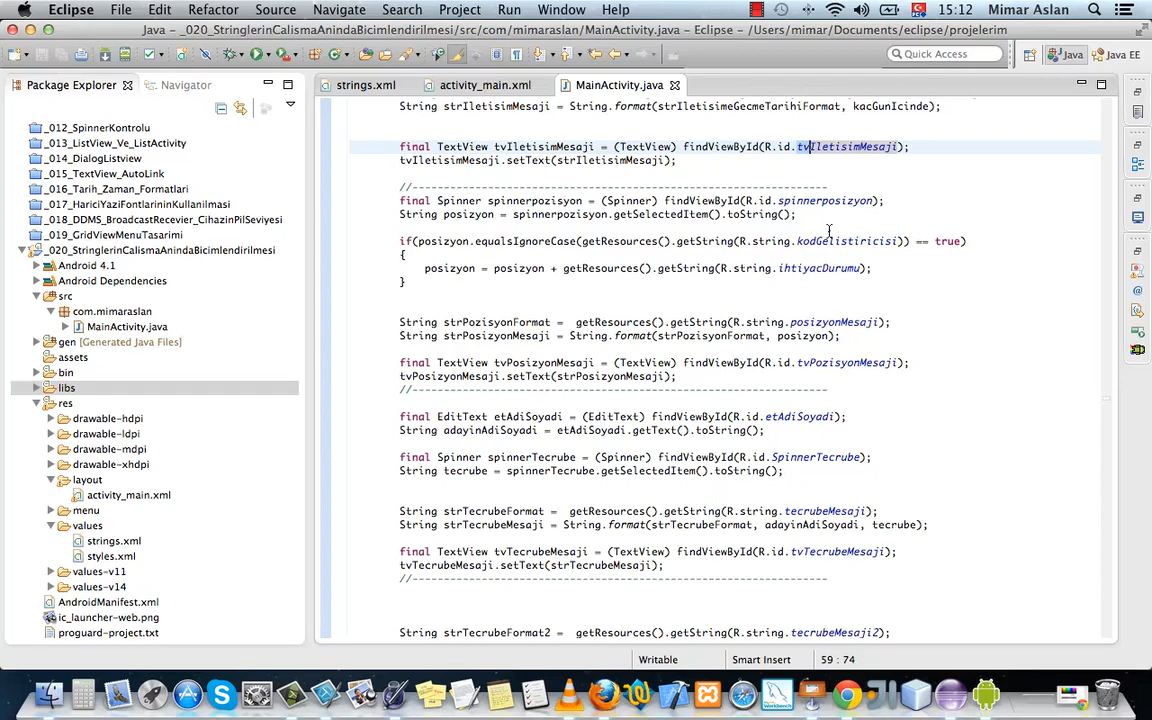 Eclipse File Edit Refactor Source Navigate Search Project Run Window Help 15:12 Mimar Aslan
Java – _020_StringlerinCalismaAnindaBicimlendirilmesi/src/com/mimaraslan/MainActivity.java – Eclipse – /Users/mimar/Documents/eclipse/projelerim
Quick Access Java Java EE
Package Explorer Navigator
_012_SpinnerKontrolu
_013_ListView_Ve_ListActivity
_014_DialogListview
_015_TextView_AutoLink
_016_Tarih_Zaman_Formatlari
_017_HariciYaziFontlarininKullanilmasi
_018_DDMS_BroadcastRecevier_CihazinPilSeviyesi
_019_GridViewMenuTasarimi
_020_StringlerinCalismaAnindaBicimlendirilmesi
Android 4.1
Android Dependencies
src
com.mimaraslan
MainActivity.java
gen [Generated Java Files]
assets
bin
libs
res
drawable-hdpi
drawable-ldpi
drawable-mdpi
drawable-xhdpi
layout
activity_main.xml
menu
values
strings.xml
styles.xml
values-v11
values-v14
AndroidManifest.xml
ic_launcher-web.png
proguard-project.txt
strings.xml activity_main.xml MainActivity.java
String strIletisimMesaji = String.format(strIletisimeGecmeTarihiFormat, kacGunIcinde);
final TextView tvIletisimMesaji = (TextView) findViewById(R.id.tvIletisimMesaji);
tvIletisimMesaji.setText(strIletisimMesaji);
//--------------------------------------------------------------------
final Spinner spinnerpozisyon = (Spinner) findViewById(R.id.spinnerpozisyon);
String posizyon = spinnerpozisyon.getSelectedItem().toString();
if(posizyon.equalsIgnoreCase(getResources().getString(R.string.kodGelistiricisi)) == true)
{
posizyon = posizyon + getResources().getString(R.string.ihtiyacDurumu);
}
String strPozisyonFormat = getResources().getString(R.string.posizyonMesaji);
String strPosizyonMesaji = String.format(strPozisyonFormat, posizyon);
final TextView tvPosizyonMesaji = (TextView) findViewById(R.id.tvPozisyonMesaji);
tvPosizyonMesaji.setText(strPosizyonMesaji);
//--------------------------------------------------------------------
final EditText etAdiSoyadi = (EditText) findViewById(R.id.etAdiSoyadi);
String adayinAdiSoyadi = etAdiSoyadi.getText().toString();
final Spinner spinnerTecrube = (Spinner) findViewById(R.id.SpinnerTecrube);
String tecrube = spinnerTecrube.getSelectedItem().toString();
String strTecrubeFormat = getResources().getString(R.string.tecrubeMesaji);
String strTecrubeMesaji = String.format(strTecrubeFormat, adayinAdiSoyadi, tecrube);
final TextView tvTecrubeMesaji = (TextView) findViewById(R.id.tvTecrubeMesaji);
tvTecrubeMesaji.setText(strTecrubeMesaji);
//--------------------------------------------------------------------
String strTecrubeFormat2 = getResources().getString(R.string.tecrubeMesaji2);
Writable Smart Insert 59 : 74